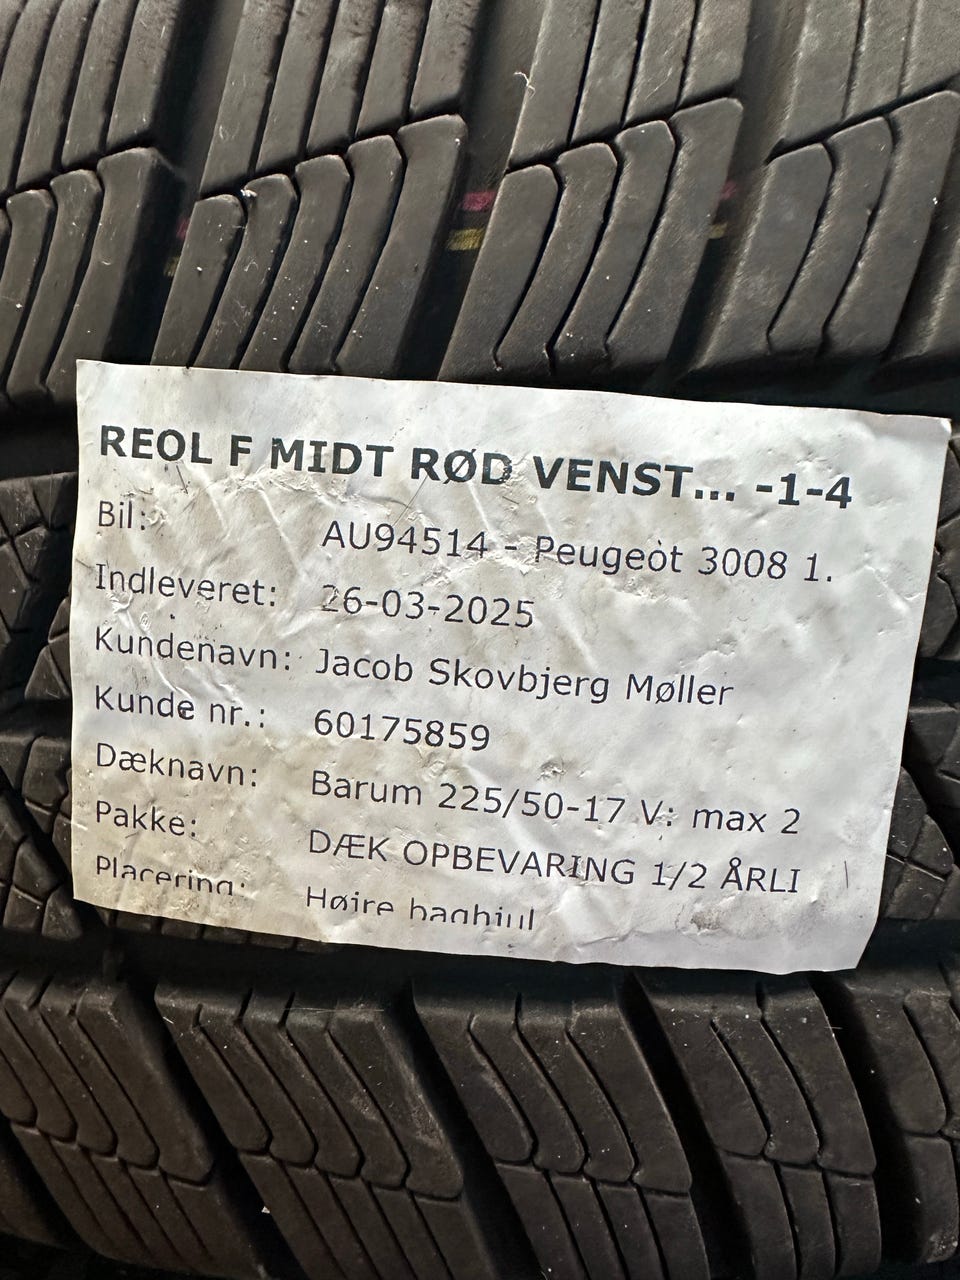 REOL F MIDT RØD VENST... -1-4
Bil: AU94514 - Peugeot 3008 1.
Indleveret: 26-03-2025
Kundenavn: Jacob Skovbjerg Møller
Kunde nr.: 60175859
Dæknavn: Barum 225/50-17 V: max 2
Pakke: DÆK OPBEVARING 1/2 ÅRLI
Placering: Højre baghjul